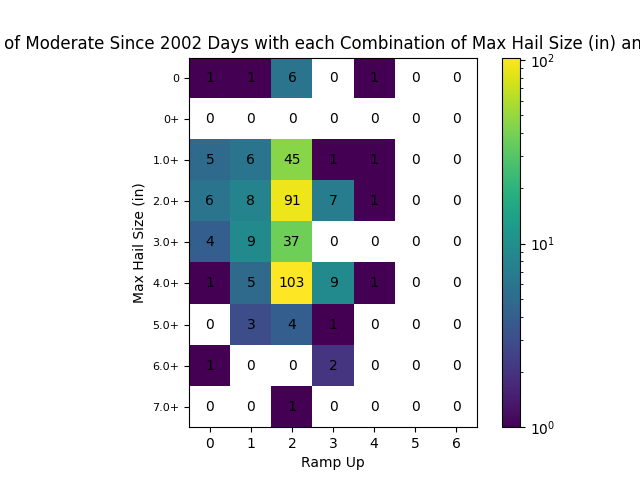 of Moderate Since 2002 Days with each Combination of Max Hail Size (in) an
0 1 1 6 0 1 0 0
0+ 0 0 0 0 0 0 0
1.0+ 5 6 45 1 1 0 0
2.0+ 6 8 91 7 1 0 0
3.0+ 4 9 37 0 0 0 0
4.0+ 1 5 103 9 1 0 0
5.0+ 0 3 4 1 0 0 0
6.0+ 1 0 0 2 0 0 0
7.0+ 0 0 1 0 0 0 0
0 1 2 3 4 5 6
Ramp Up
Max Hail Size (in)
10²
10¹
10⁰